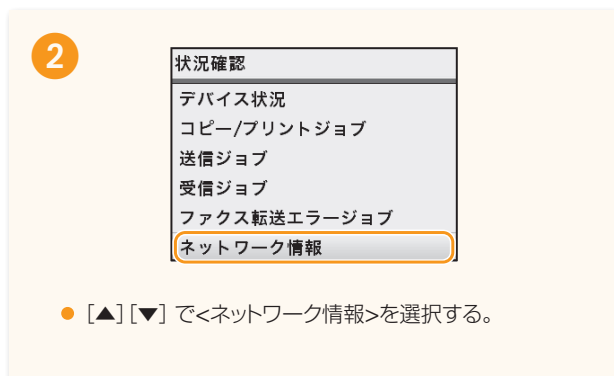 2
状況確認
デバイス状況
コピー/プリントジョブ
送信ジョブ
受信ジョブ
ファクス転送エラージョブ
ネットワーク情報
● [▲][▼] で<ネットワーク情報>を選択する。